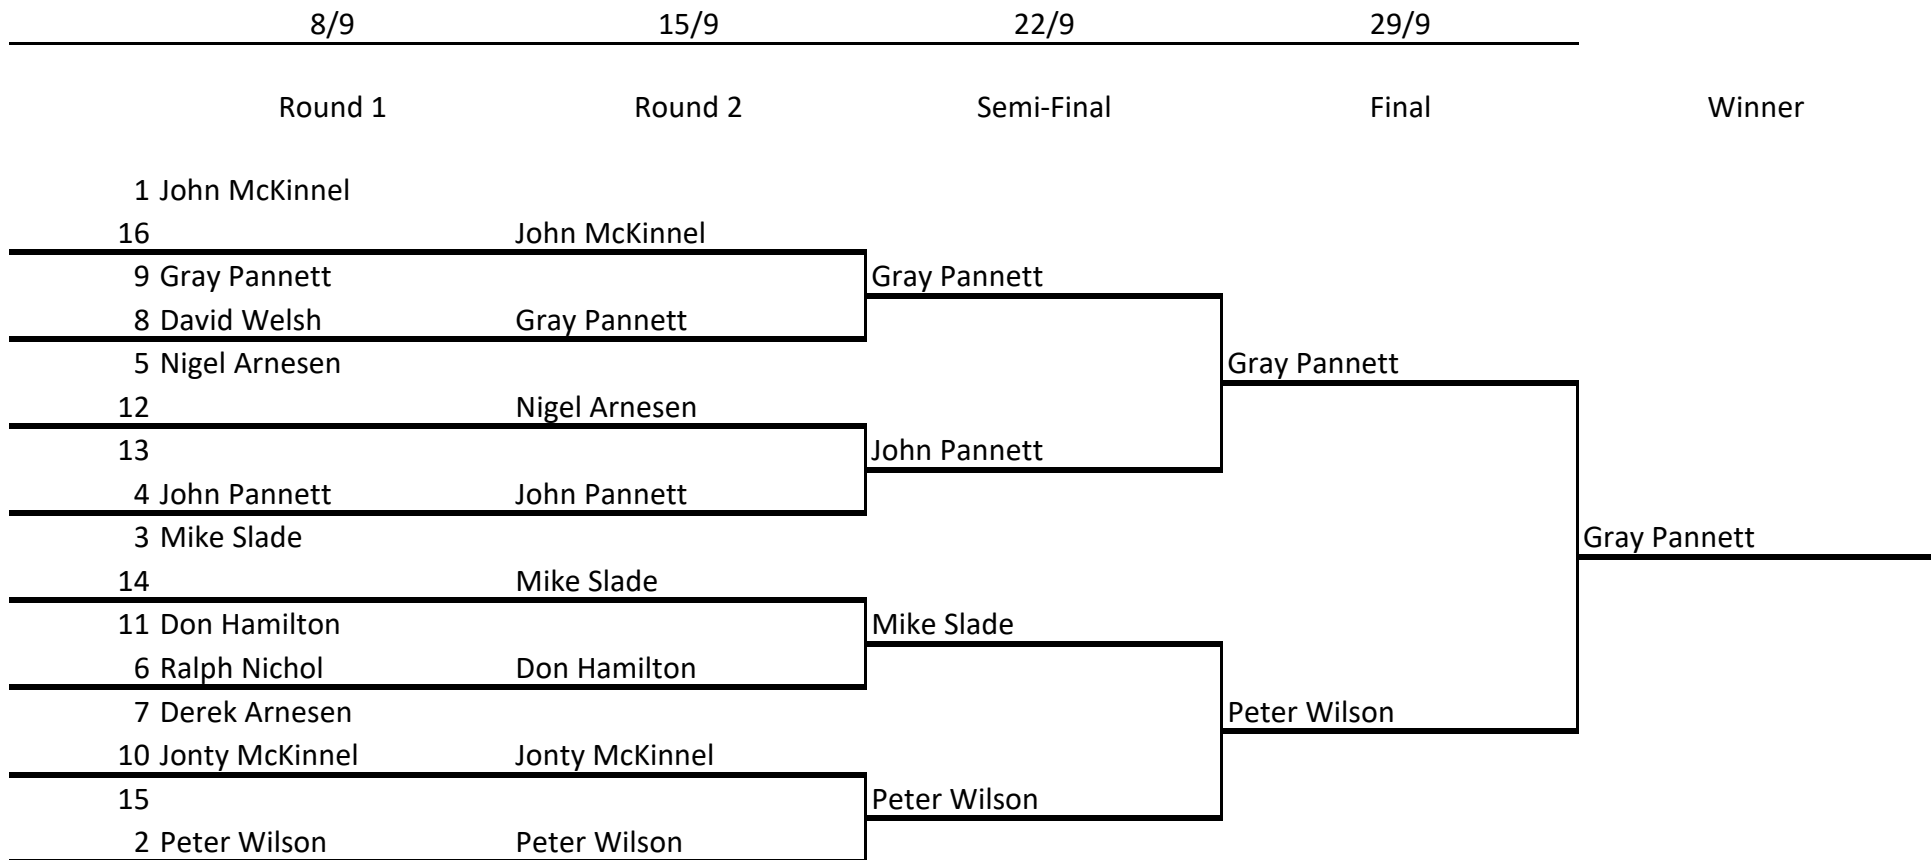 8/9 15/9 22/9 29/9
Round 1 Round 2 Semi-Final Final Winner
1 John McKinnel
16 John McKinnel
9 Gray Pannett Gray Pannett
8 David Welsh Gray Pannett
5 Nigel Arnesen Gray Pannett
12 Nigel Arnesen
13 John Pannett
4 John Pannett John Pannett
3 Mike Slade Gray Pannett
14 Mike Slade
11 Don Hamilton Mike Slade
6 Ralph Nichol Don Hamilton
7 Derek Arnesen Peter Wilson
10 Jonty McKinnel Jonty McKinnel
15 Peter Wilson
2 Peter Wilson Peter Wilson